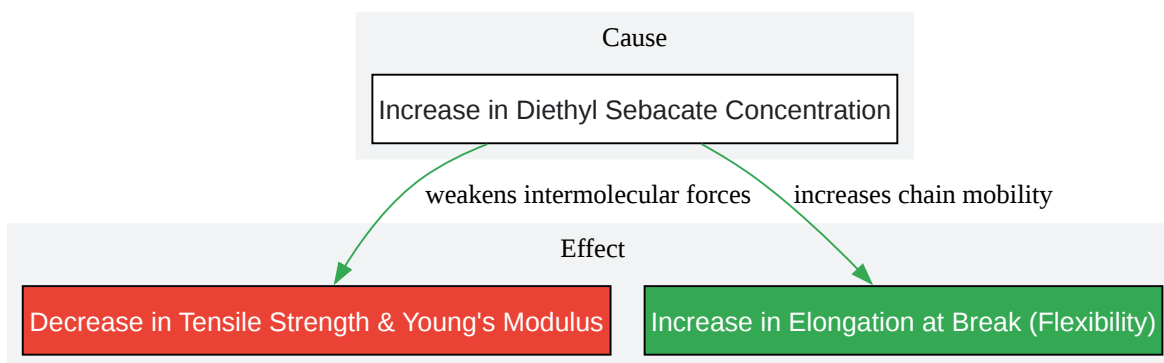 Cause
Increase in Diethyl Sebacate Concentration
weakens intermolecular forces
increases chain mobility
Effect
Decrease in Tensile Strength & Young's Modulus
Increase in Elongation at Break (Flexibility)